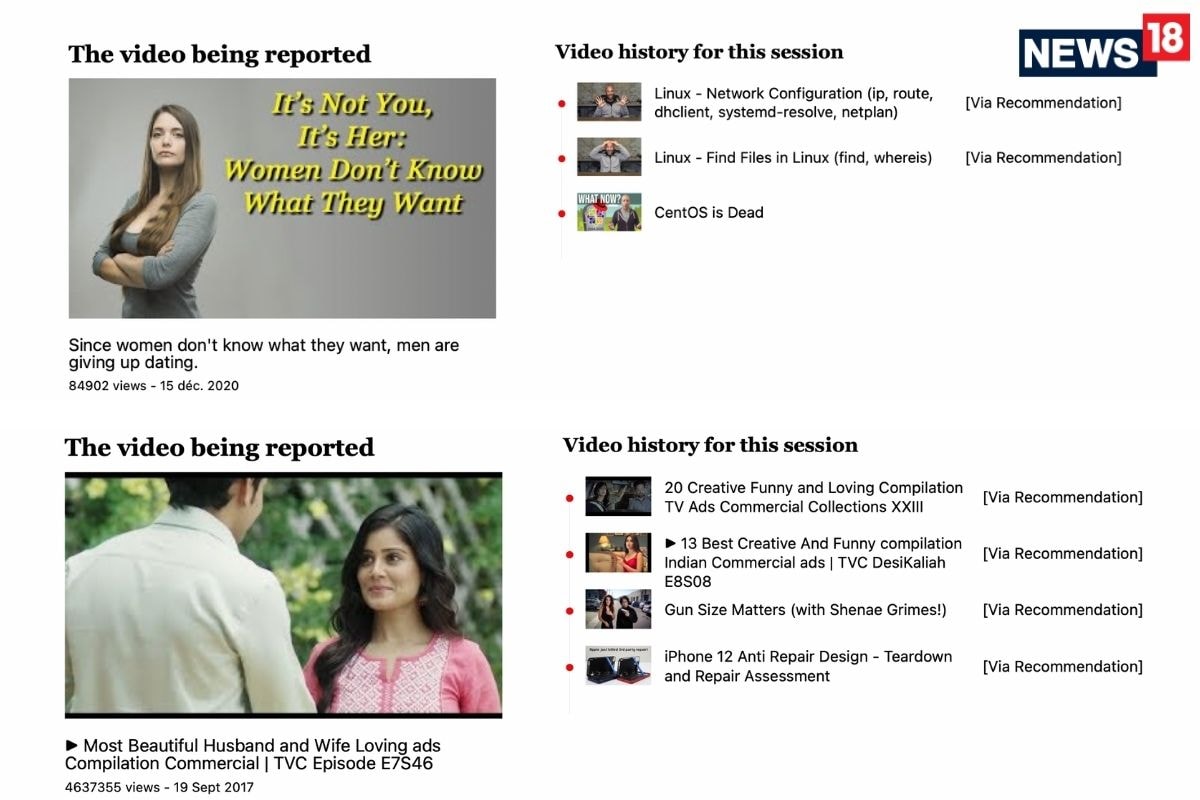 NEWS 18
The video being reported
It's Not You,
It's Her:
Women Don't Know
What They Want
Since women don't know what they want, men are
giving up dating.
84902 views - 15 déc. 2020
Video history for this session
Linux - Network Configuration (ip, route,
dhclient, systemd-resolve, netplan)
[Via Recommendation]
Linux - Find Files in Linux (find, whereis)
[Via Recommendation]
WHAT NOW?
CentOS is Dead
The video being reported
▶ Most Beautiful Husband and Wife Loving ads
Compilation Commercial | TVC Episode E7S46
4637355 views - 19 Sept 2017
Video history for this session
20 Creative Funny and Loving Compilation
TV Ads Commercial Collections XXIII
[Via Recommendation]
▶ 13 Best Creative And Funny compilation
Indian Commercial ads | TVC DesiKaliah
E8S08
[Via Recommendation]
Gun Size Matters (with Shenae Grimes!)
[Via Recommendation]
iPhone 12 Anti Repair Design - Teardown
and Repair Assessment
[Via Recommendation]